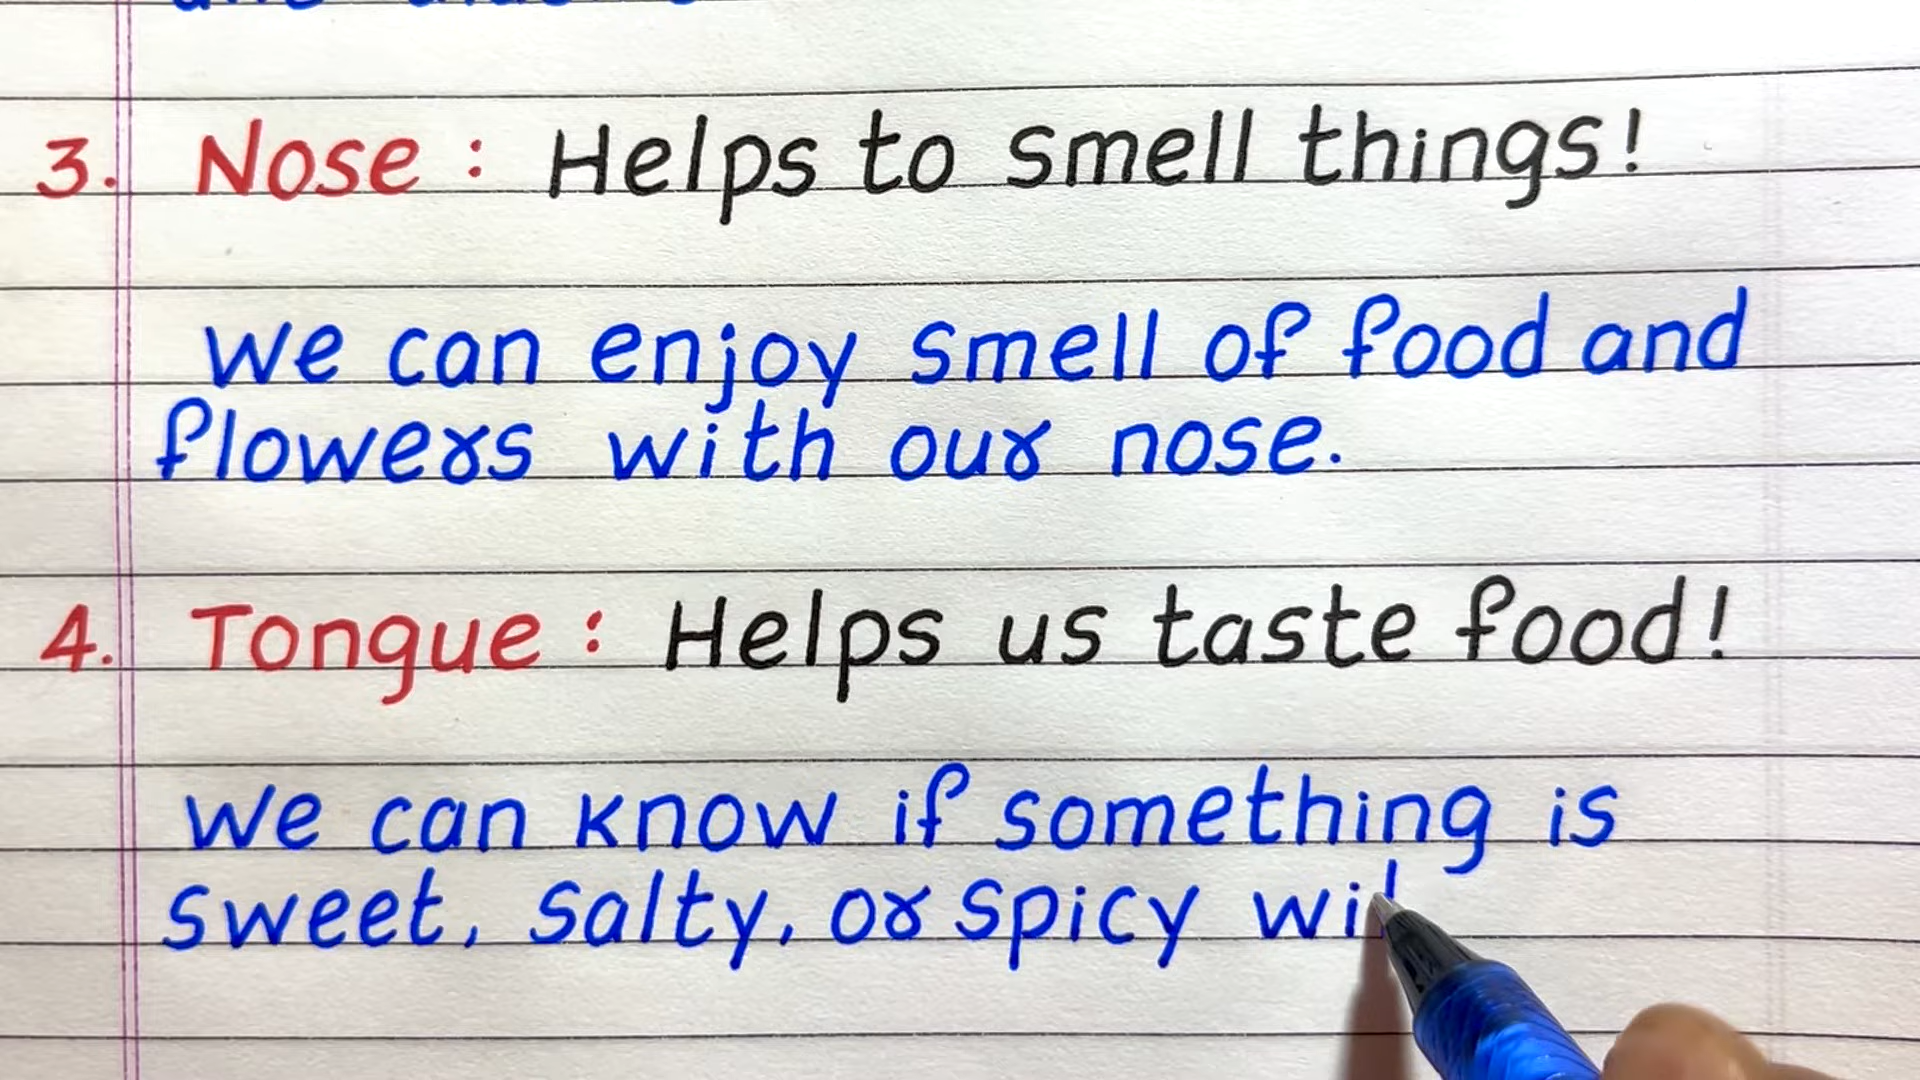 3. Nose : Helps to smell things!
We can enjoy smell of food and
flowers with our nose.
4. Tongue : Helps us taste food!
We can know if something is
sweet, salty, or spicy